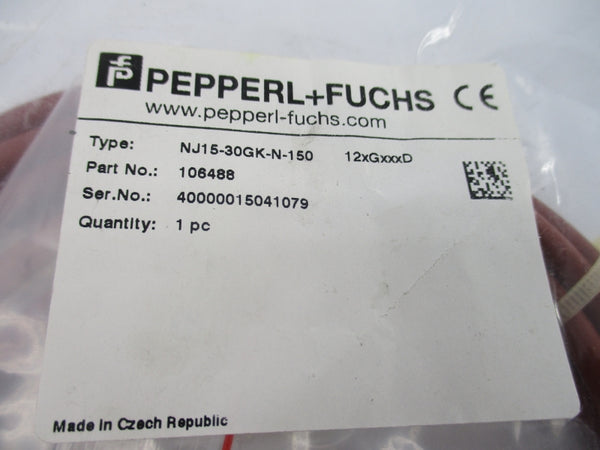 PEPPERL+FUCHS CE
www.pepperl-fuchs.com
Type: NJ15-30GK-N-150 12xGxxxD
Part No.: 106488
Ser.No.: 40000015041079
Quantity: 1 pc
Made in Czech Republic